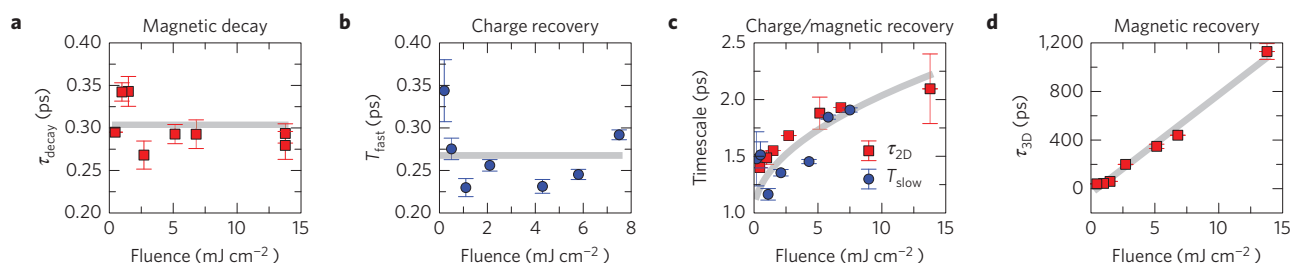 a Magnetic decay
τdecay (ps)
0.40
0.35
0.30
0.25
0.20
0 5 10 15
Fluence (mJ cm−2)
b Charge recovery
Tfast (ps)
0.40
0.35
0.30
0.25
0.20
0 2 4 6 8
Fluence (mJ cm−2)
c Charge/magnetic recovery
Timescale (ps)
2.5
2.0
1.5
1.0
τ2D
Tslow
0 5 10 15
Fluence (mJ cm−2)
d Magnetic recovery
τ3D (ps)
1,200
800
400
0
0 5 10 15
Fluence (mJ cm−2)